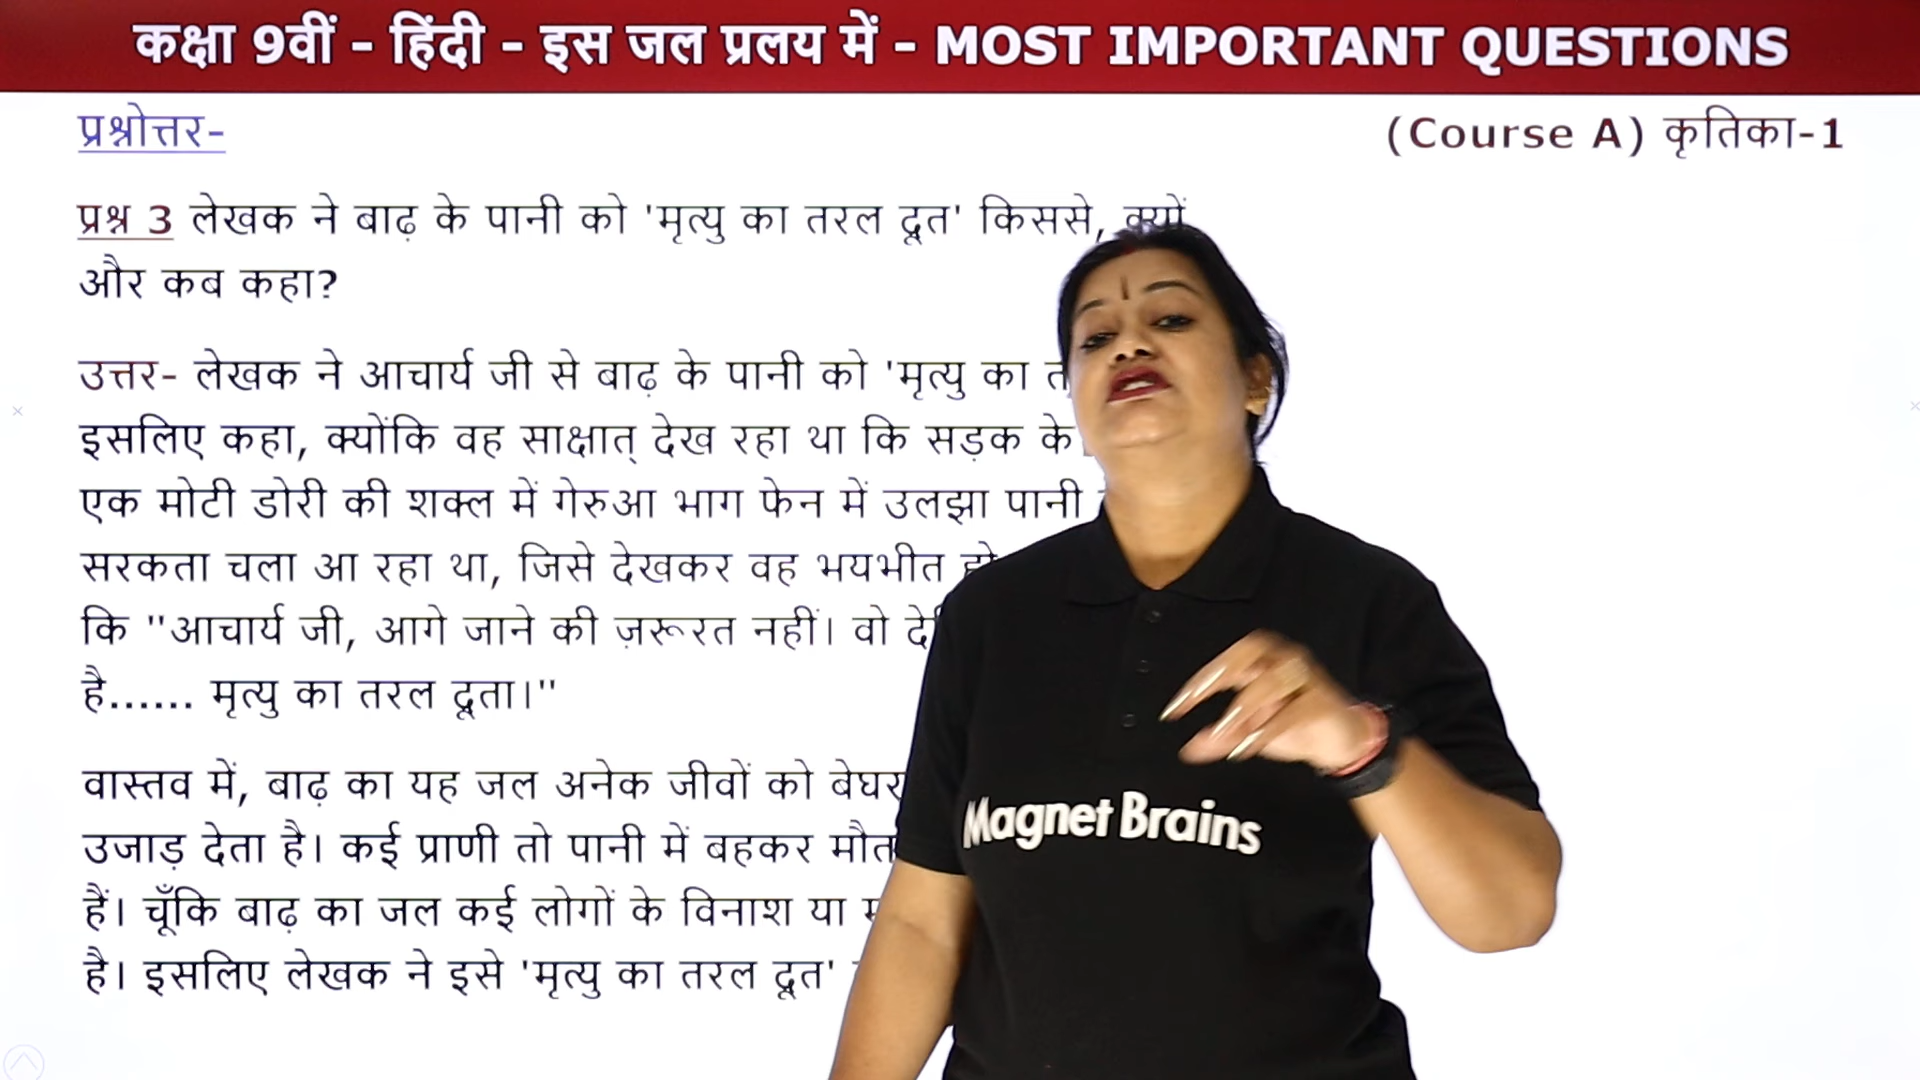 कक्षा 9वीं - हिंदी - इस जल प्रलय में - MOST IMPORTANT QUESTIONS
प्रश्नोत्तर-
(Course A) कृतिका-1
प्रश्न 3 लेखक ने बाढ़ के पानी को 'मृत्यु का तरल दूत' किससे, क्यों
और कब कहा?
उत्तर- लेखक ने आचार्य जी से बाढ़ के पानी को 'मृत्यु का
इसलिए कहा, क्योंकि वह साक्षात् देख रहा था कि सड़क के
एक मोटी डोरी की शक्ल में गेरुआ भाग फेन में उलझा पानी
सरकता चला आ रहा था, जिसे देखकर वह भयभीत
कि "आचार्य जी, आगे जाने की ज़रूरत नहीं। वो
है...... मृत्यु का तरल दूता।"
वास्तव में, बाढ़ का यह जल अनेक जीवों को बेघर
उजाड़ देता है। कई प्राणी तो पानी में बहकर मौत
हैं। चूँकि बाढ़ का जल कई लोगों के विनाश या
है। इसलिए लेखक ने इसे 'मृत्यु का तरल दूत'
Magnet Brains